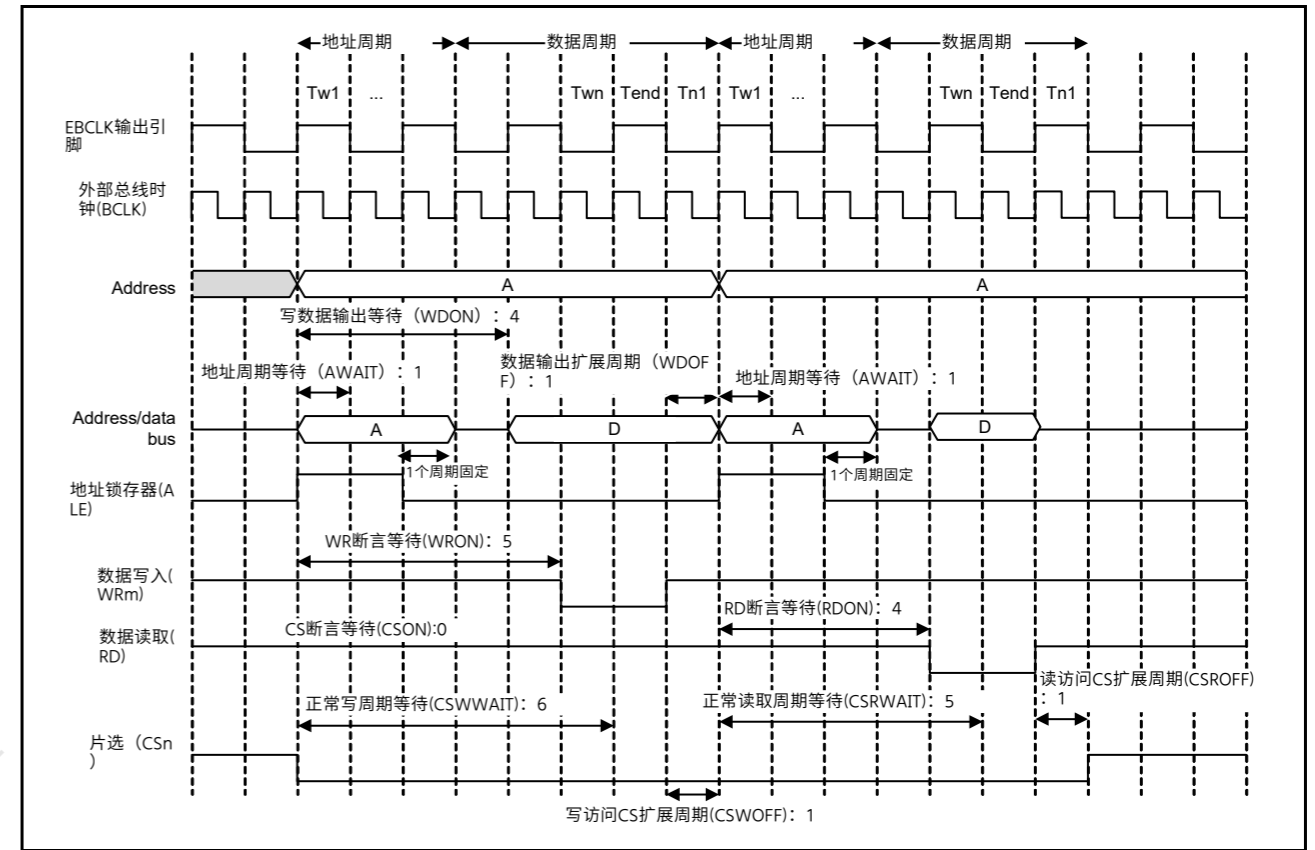 地址周期 数据周期 地址周期 数据周期
Tw1 ... Twn Tend Tn1 Tw1 ... Twn Tend Tn1
EBCLK输出引
脚
外部总线时
钟(BCLK)
Address A A
写数据输出等待（WDON）：4
地址周期等待（AWAIT）：1
数据输出扩展周期（WDOF
F）：1
地址周期等待（AWAIT）：1
Address/data
bus
A D A D
1个周期固定 1个周期固定
地址锁存器(A
LE)
WR断言等待(WRON)：5
数据写入(
WRm)
RD断言等待(RDON)：4
CS断言等待(CSON):0
数据读取(
RD)
读访问CS扩展周期(CSROFF)
：1
正常写周期等待(CSWWAIT)：6
正常读取周期等待(CSRWAIT)：5
片选（CSn
）
写访问CS扩展周期(CSWOFF)：1